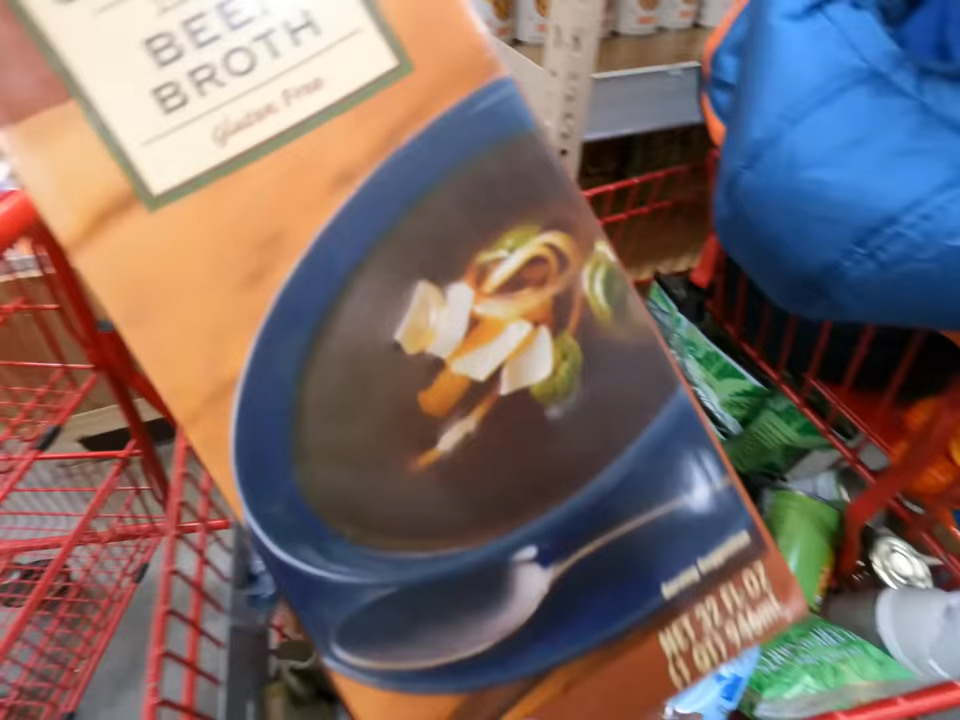 BEEF
BROTH
Gluten Free
Serving Suggestion
NET 32 FL OZ
(1 QT) 946mL